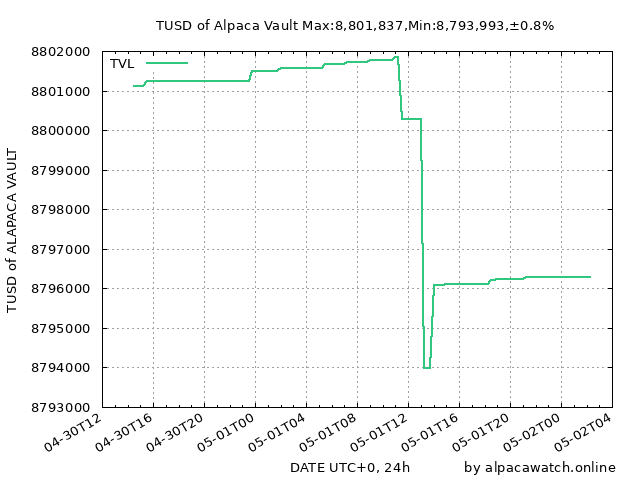 TUSD of Alpaca Vault Max:8,801,837,Min:8,793,993,±0.8%
TVL
8802000
8801000
8800000
8799000
8798000
8797000
8796000
8795000
8794000
8793000
TUSD of ALAPACA VAULT
04-30T12
04-30T16
04-30T20
05-01T00
05-01T04
05-01T08
05-01T12
05-01T16
05-01T20
05-02T00
05-02T04
DATE UTC+0, 24h
by alpacawatch.online